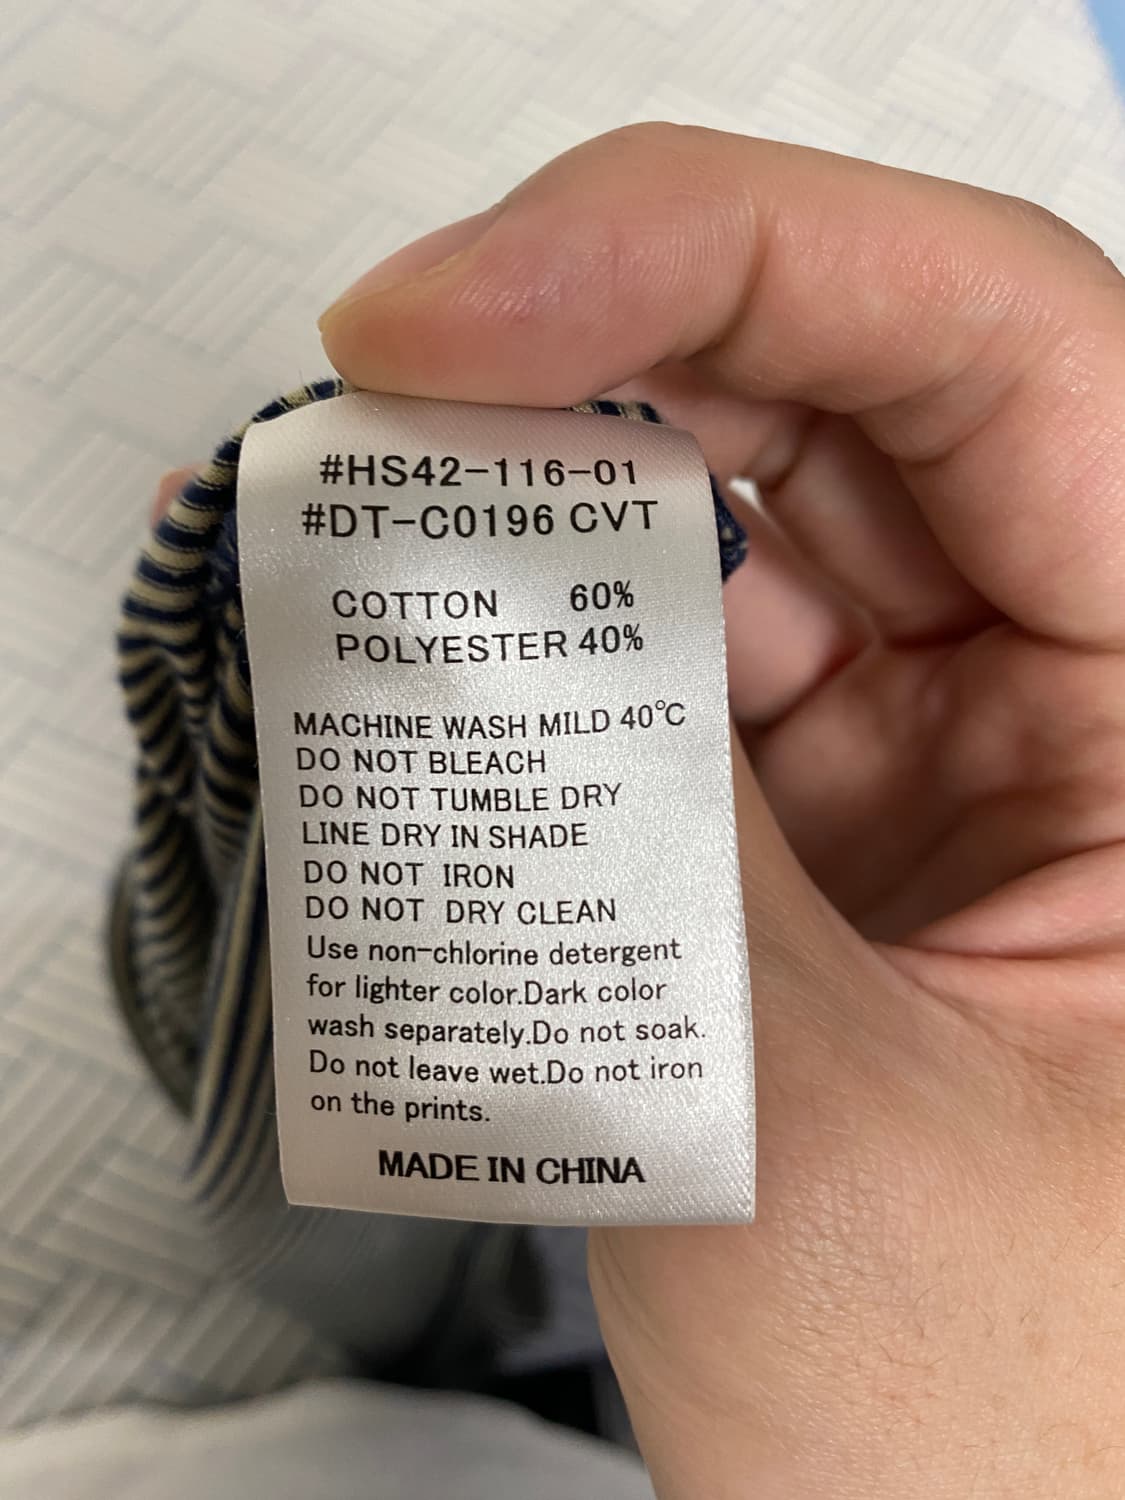 #HS42-116-01
#DT-C0196 CVT
COTTON 60%
POLYESTER 40%
MACHINE WASH MILD 40℃
DO NOT BLEACH
DO NOT TUMBLE DRY
LINE DRY IN SHADE
DO NOT IRON
DO NOT DRY CLEAN
Use non-chlorine detergent
for lighter color.Dark color
wash separately.Do not soak.
Do not leave wet.Do not iron
on the prints.
MADE IN CHINA